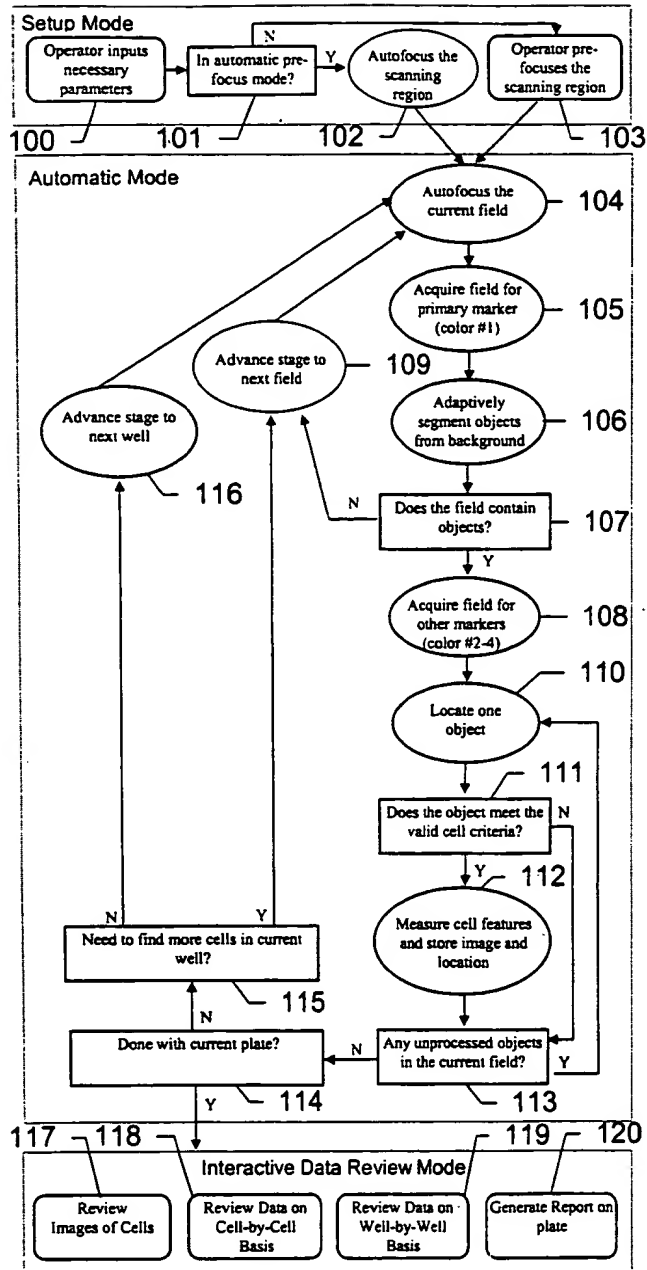 Setup Mode
Operator inputs
necessary
parameters
In automatic pre-
focus mode?
N
Y
Autofocus the
scanning
region
Operator pre-
focuses the
scanning region
100
101
102
103
Automatic Mode
Autofocus the
current field
104
Acquire field for
primary marker
(color #1)
105
Advance stage to
next field
109
Advance stage to
next well
116
Adaptively
segment objects
from background
106
N
Does the field contain
objects?
107
Y
Acquire field for
other markers
(color #2-4)
108
110
Locate one
object
111
Does the object meet the
valid cell criteria?
N
Y
112
Measure cell features
and store image and
location
N
Y
Need to find more cells in current
well?
115
N
Done with current plate?
N
Any unprocessed objects
in the current field?
Y
114
113
Y
117
118
119
120
Interactive Data Review Mode
Review
Images of Cells
Review Data on
Cell-by-Cell
Basis
Review Data on
Well-by-Well
Basis
Generate Report on
plate